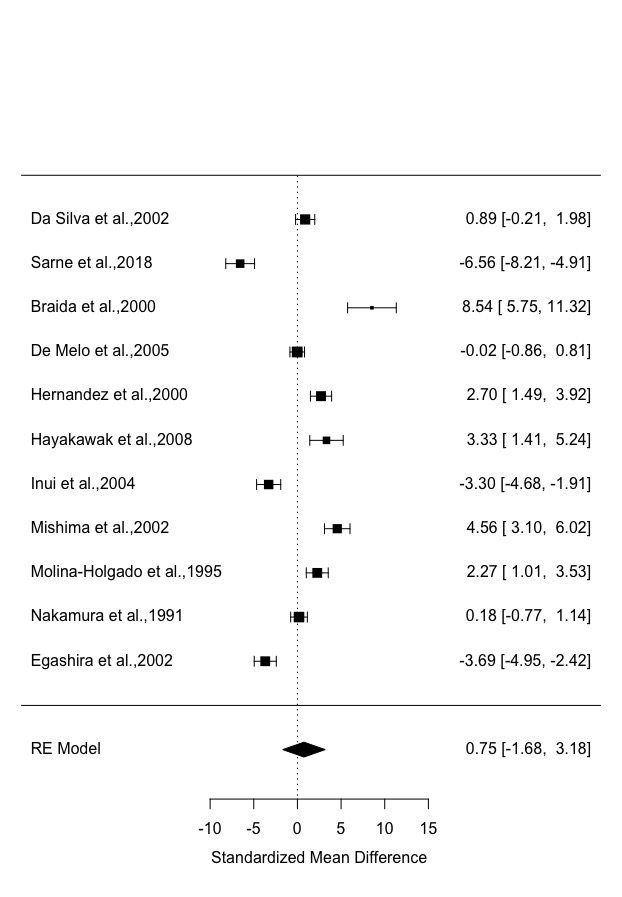 Da Silva et al.,2002 0.89 [-0.21, 1.98]
Sarne et al.,2018 -6.56 [-8.21, -4.91]
Braida et al.,2000 8.54 [ 5.75, 11.32]
De Melo et al.,2005 -0.02 [-0.86, 0.81]
Hernandez et al.,2000 2.70 [ 1.49, 3.92]
Hayakawak et al.,2008 3.33 [ 1.41, 5.24]
Inui et al.,2004 -3.30 [-4.68, -1.91]
Mishima et al.,2002 4.56 [ 3.10, 6.02]
Molina-Holgado et al.,1995 2.27 [ 1.01, 3.53]
Nakamura et al.,1991 0.18 [-0.77, 1.14]
Egashira et al.,2002 -3.69 [-4.95, -2.42]
RE Model 0.75 [-1.68, 3.18]
-10 -5 0 5 10 15
Standardized Mean Difference